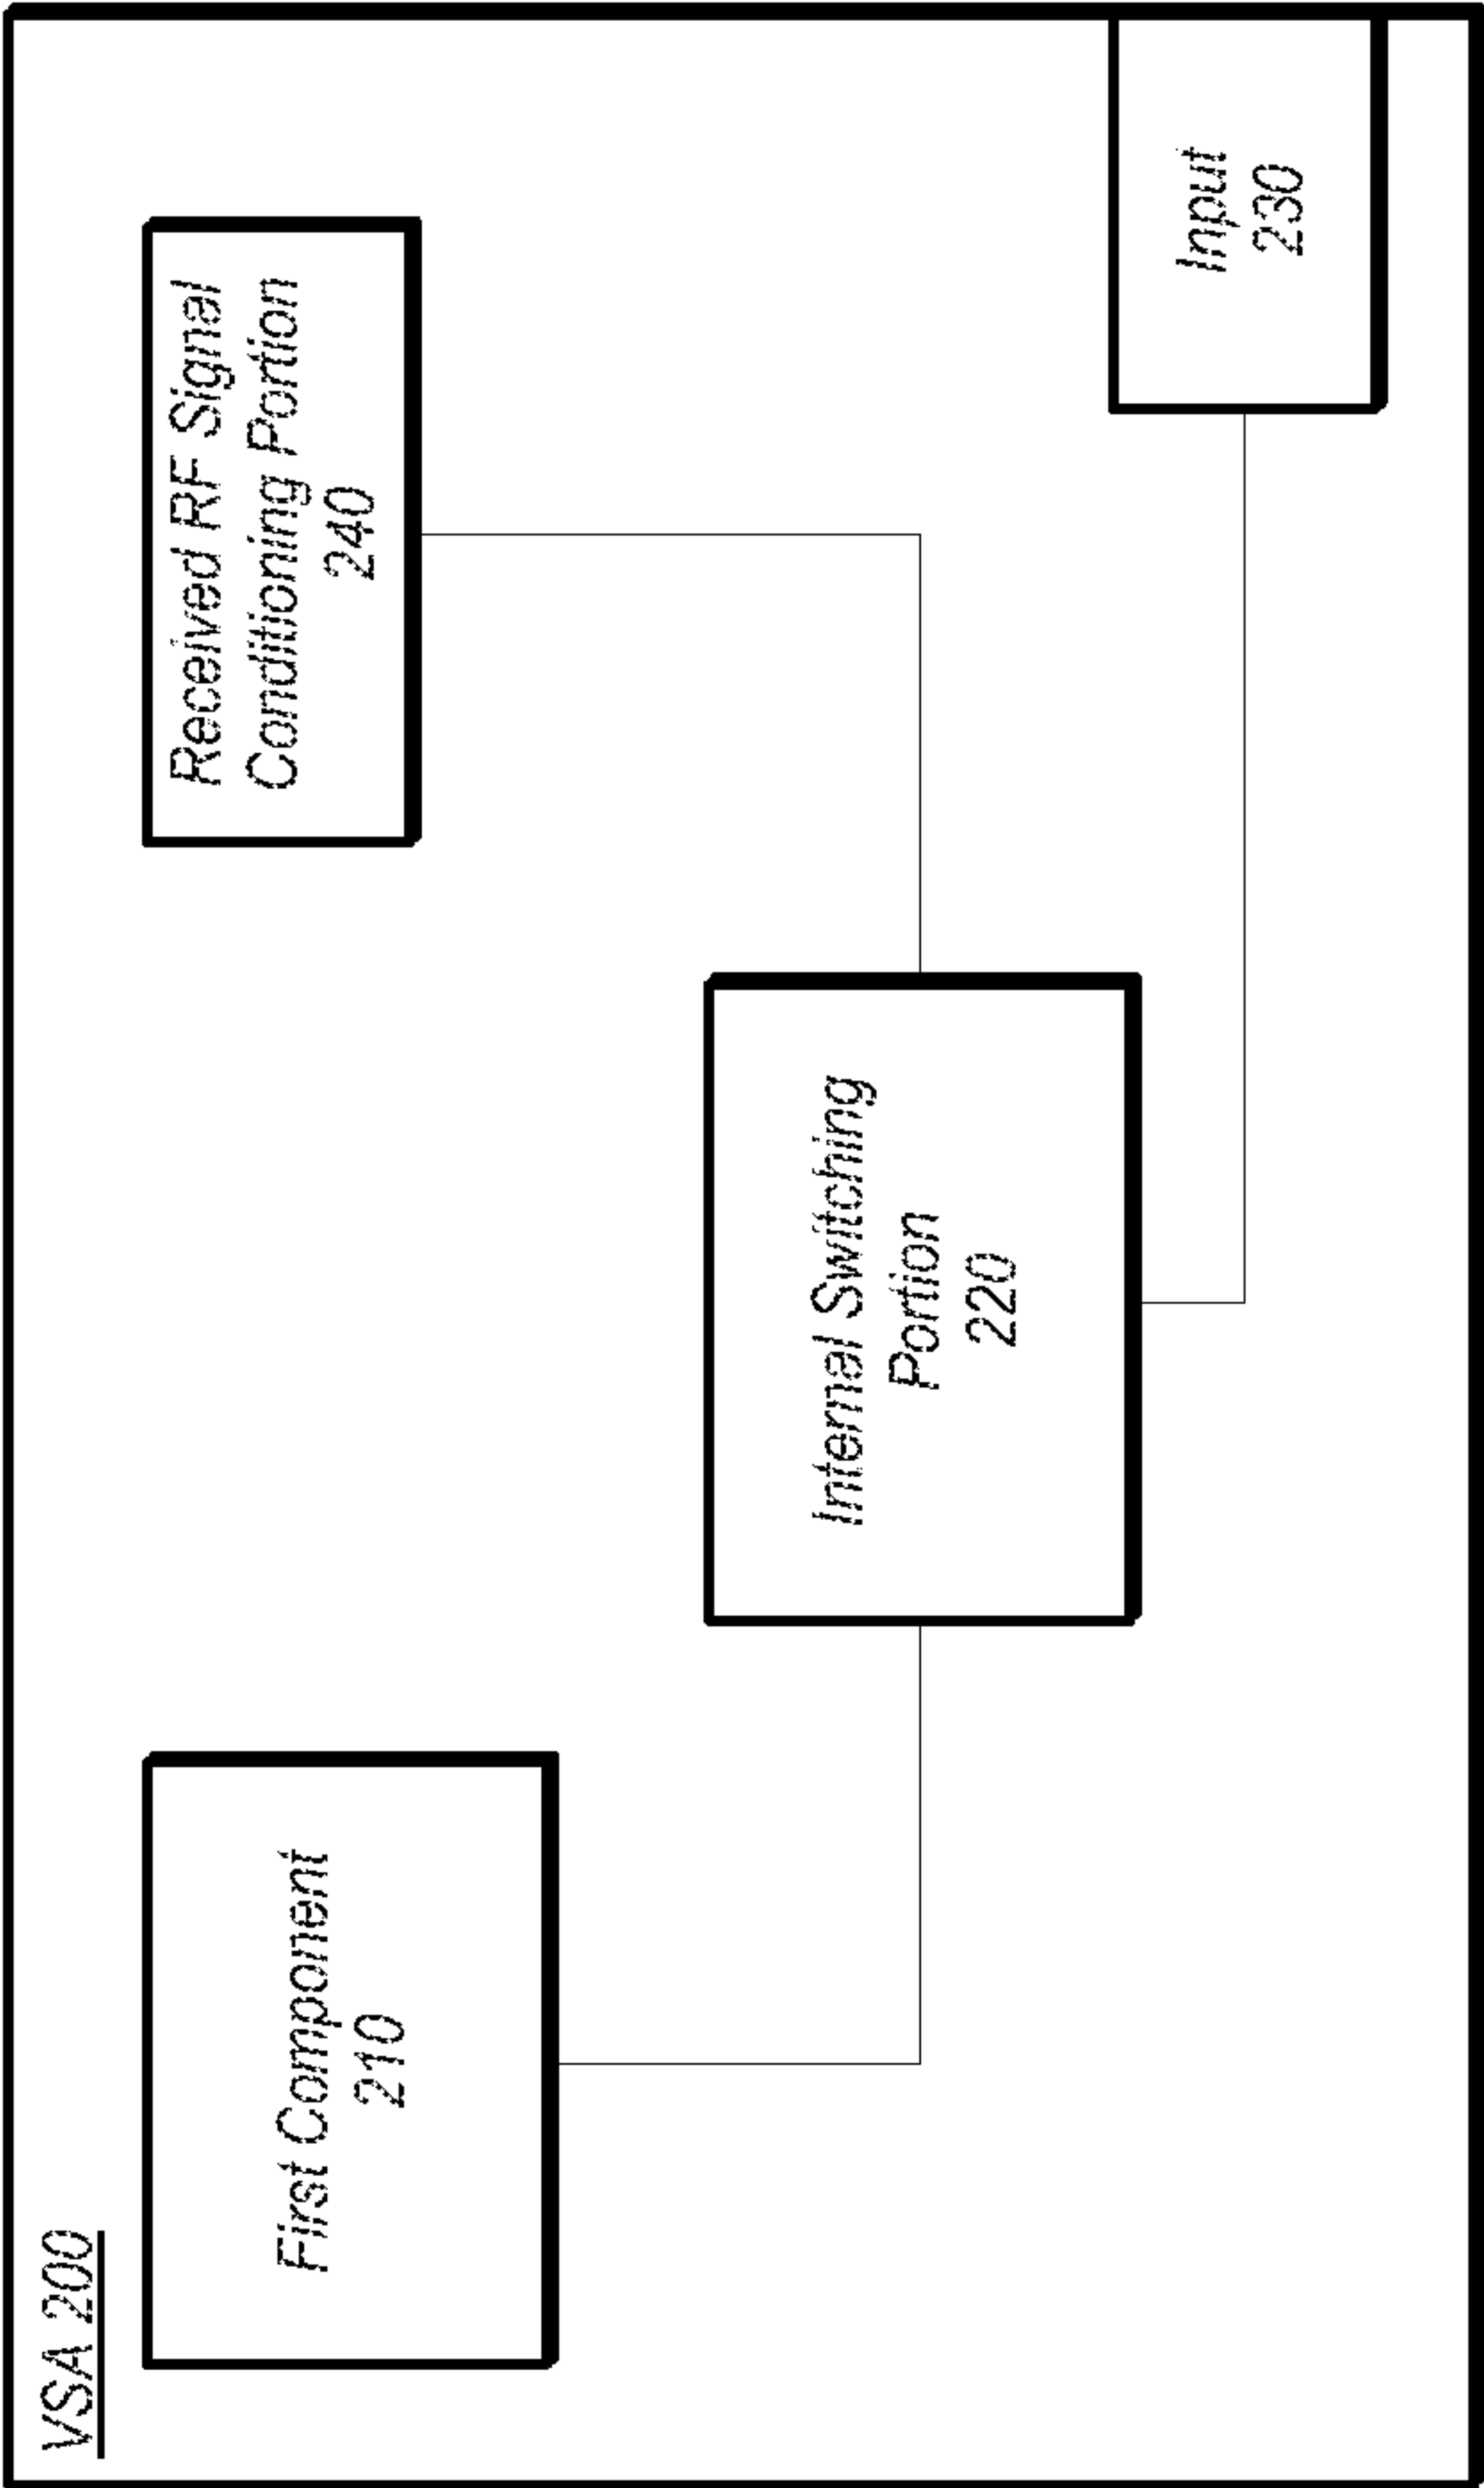 VSA 200
First Component
210
Received RF Signal
Conditioning Portion
240
Internal Switching
Portion
220
Input
230